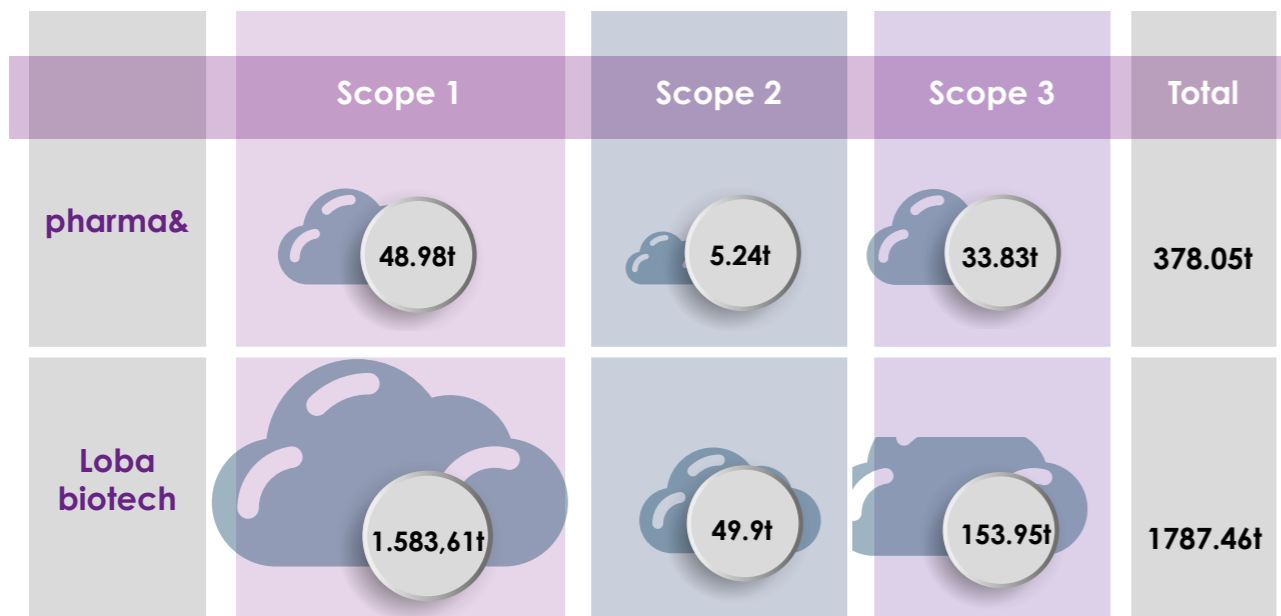 Scope 1 Scope 2 Scope 3 Total
pharma& 48.98t 5.24t 33.83t 378.05t
Loba
biotech 1.583,61t 49.9t 153.95t 1787.46t